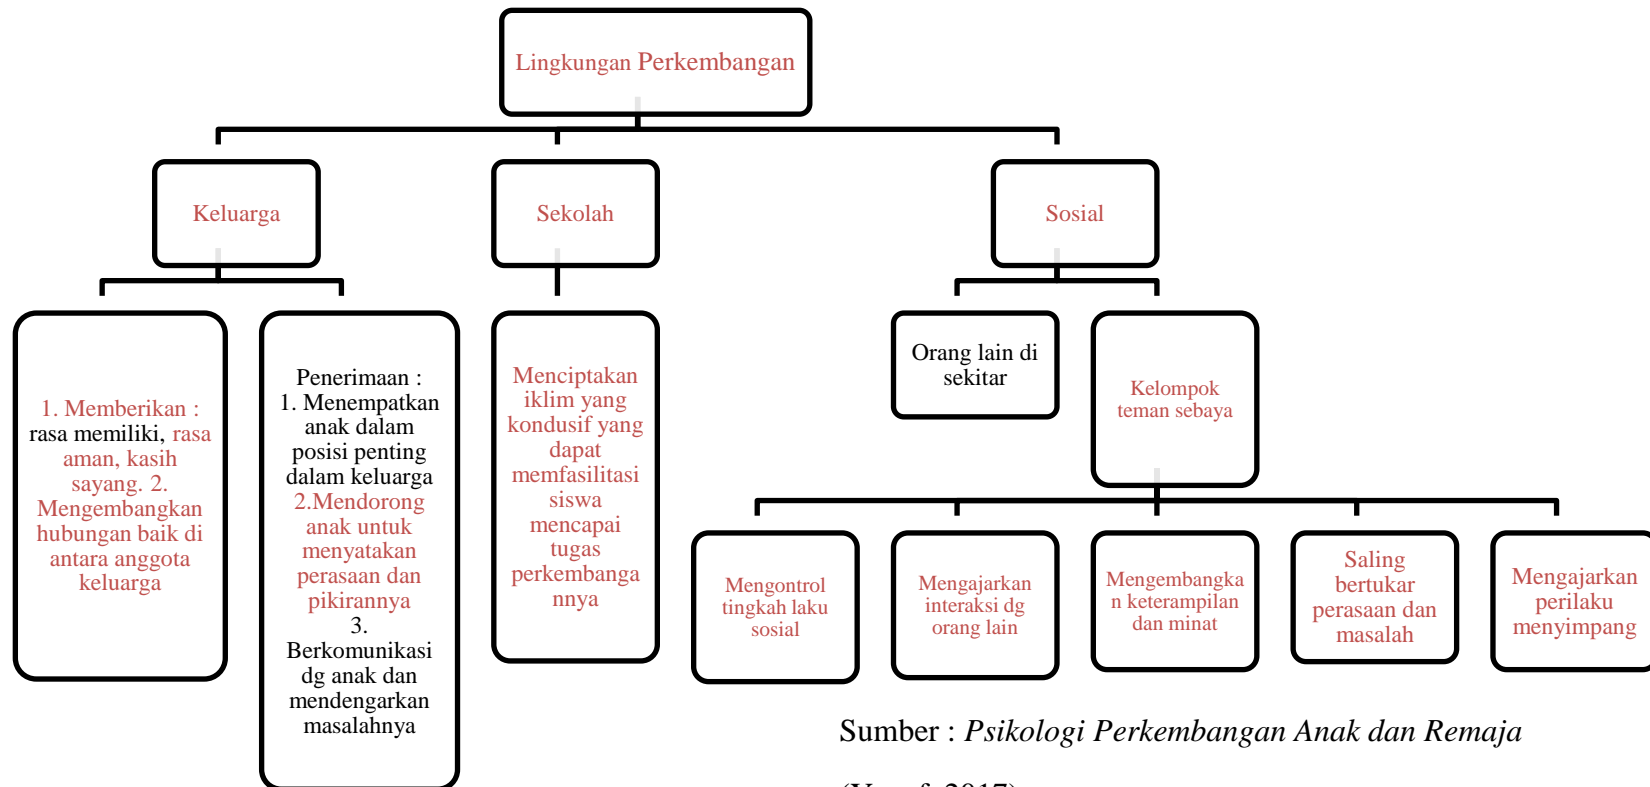 Lingkungan Perkembangan
Keluarga
Sekolah
Sosial
1. Memberikan :
rasa memiliki, rasa
aman, kasih
sayang. 2.
Mengembangkan
hubungan baik di
antara anggota
keluarga
Penerimaan :
1. Menempatkan
anak dalam
posisi penting
dalam keluarga
2.Mendorong
anak untuk
menyatakan
perasaan dan
pikirannya
3.
Berkomunikasi
dg anak dan
mendengarkan
masalahnya
Menciptakan
iklim yang
kondusif yang
dapat
memfasilitasi
siswa
mencapai
tugas
perkembanga
nnya
Orang lain di
sekitar
Kelompok
teman sebaya
Mengontrol
tingkah laku
sosial
Mengajarkan
interaksi dg
orang lain
Mengembangka
n keterampilan
dan minat
Saling
bertukar
perasaan dan
masalah
Mengajarkan
perilaku
menyimpang
Sumber : Psikologi Perkembangan Anak dan Remaja